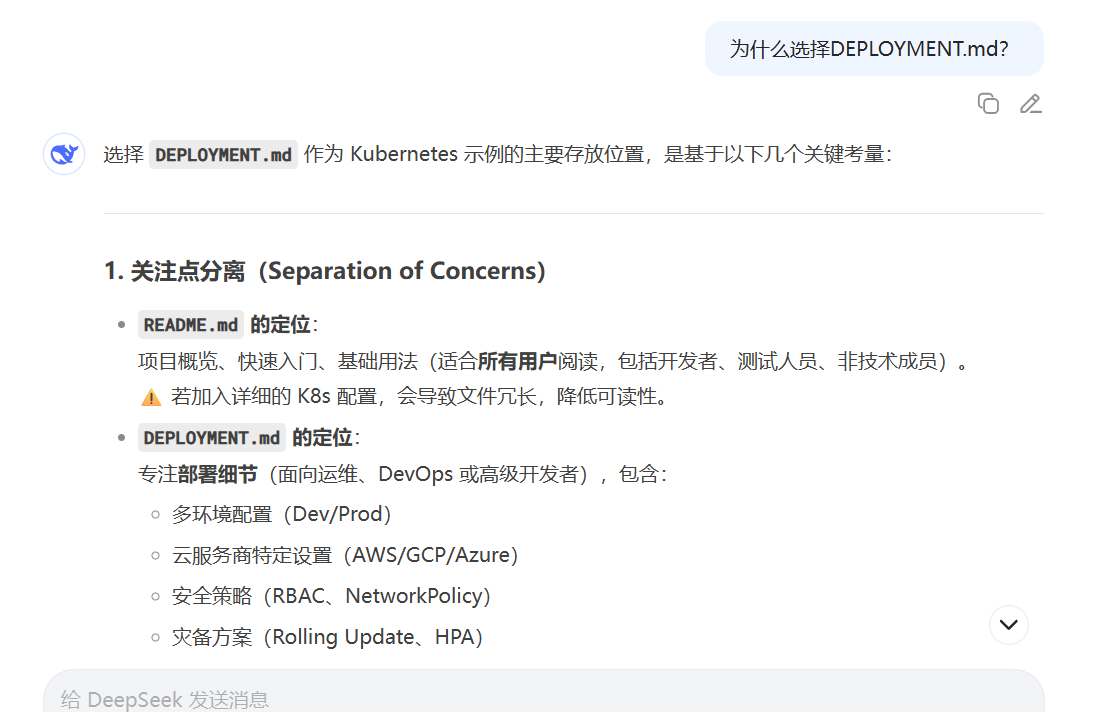 为什么选择DEPLOYMENT.md?
选择 DEPLOYMENT.md 作为 Kubernetes 示例的主要存放位置，是基于以下几个关键考量：
1. 关注点分离（Separation of Concerns）
README.md 的定位：
项目概览、快速入门、基础用法（适合所有用户阅读，包括开发者、测试人员、非技术成员）。
⚠️ 若加入详细的 K8s 配置，会导致文件冗长，降低可读性。
DEPLOYMENT.md 的定位：
专注部署细节（面向运维、DevOps 或高级开发者），包含：
多环境配置（Dev/Prod）
云服务商特定设置（AWS/GCP/Azure）
安全策略（RBAC、NetworkPolicy）
灾备方案（Rolling Update、HPA）
给 DeepSeek 发送消息